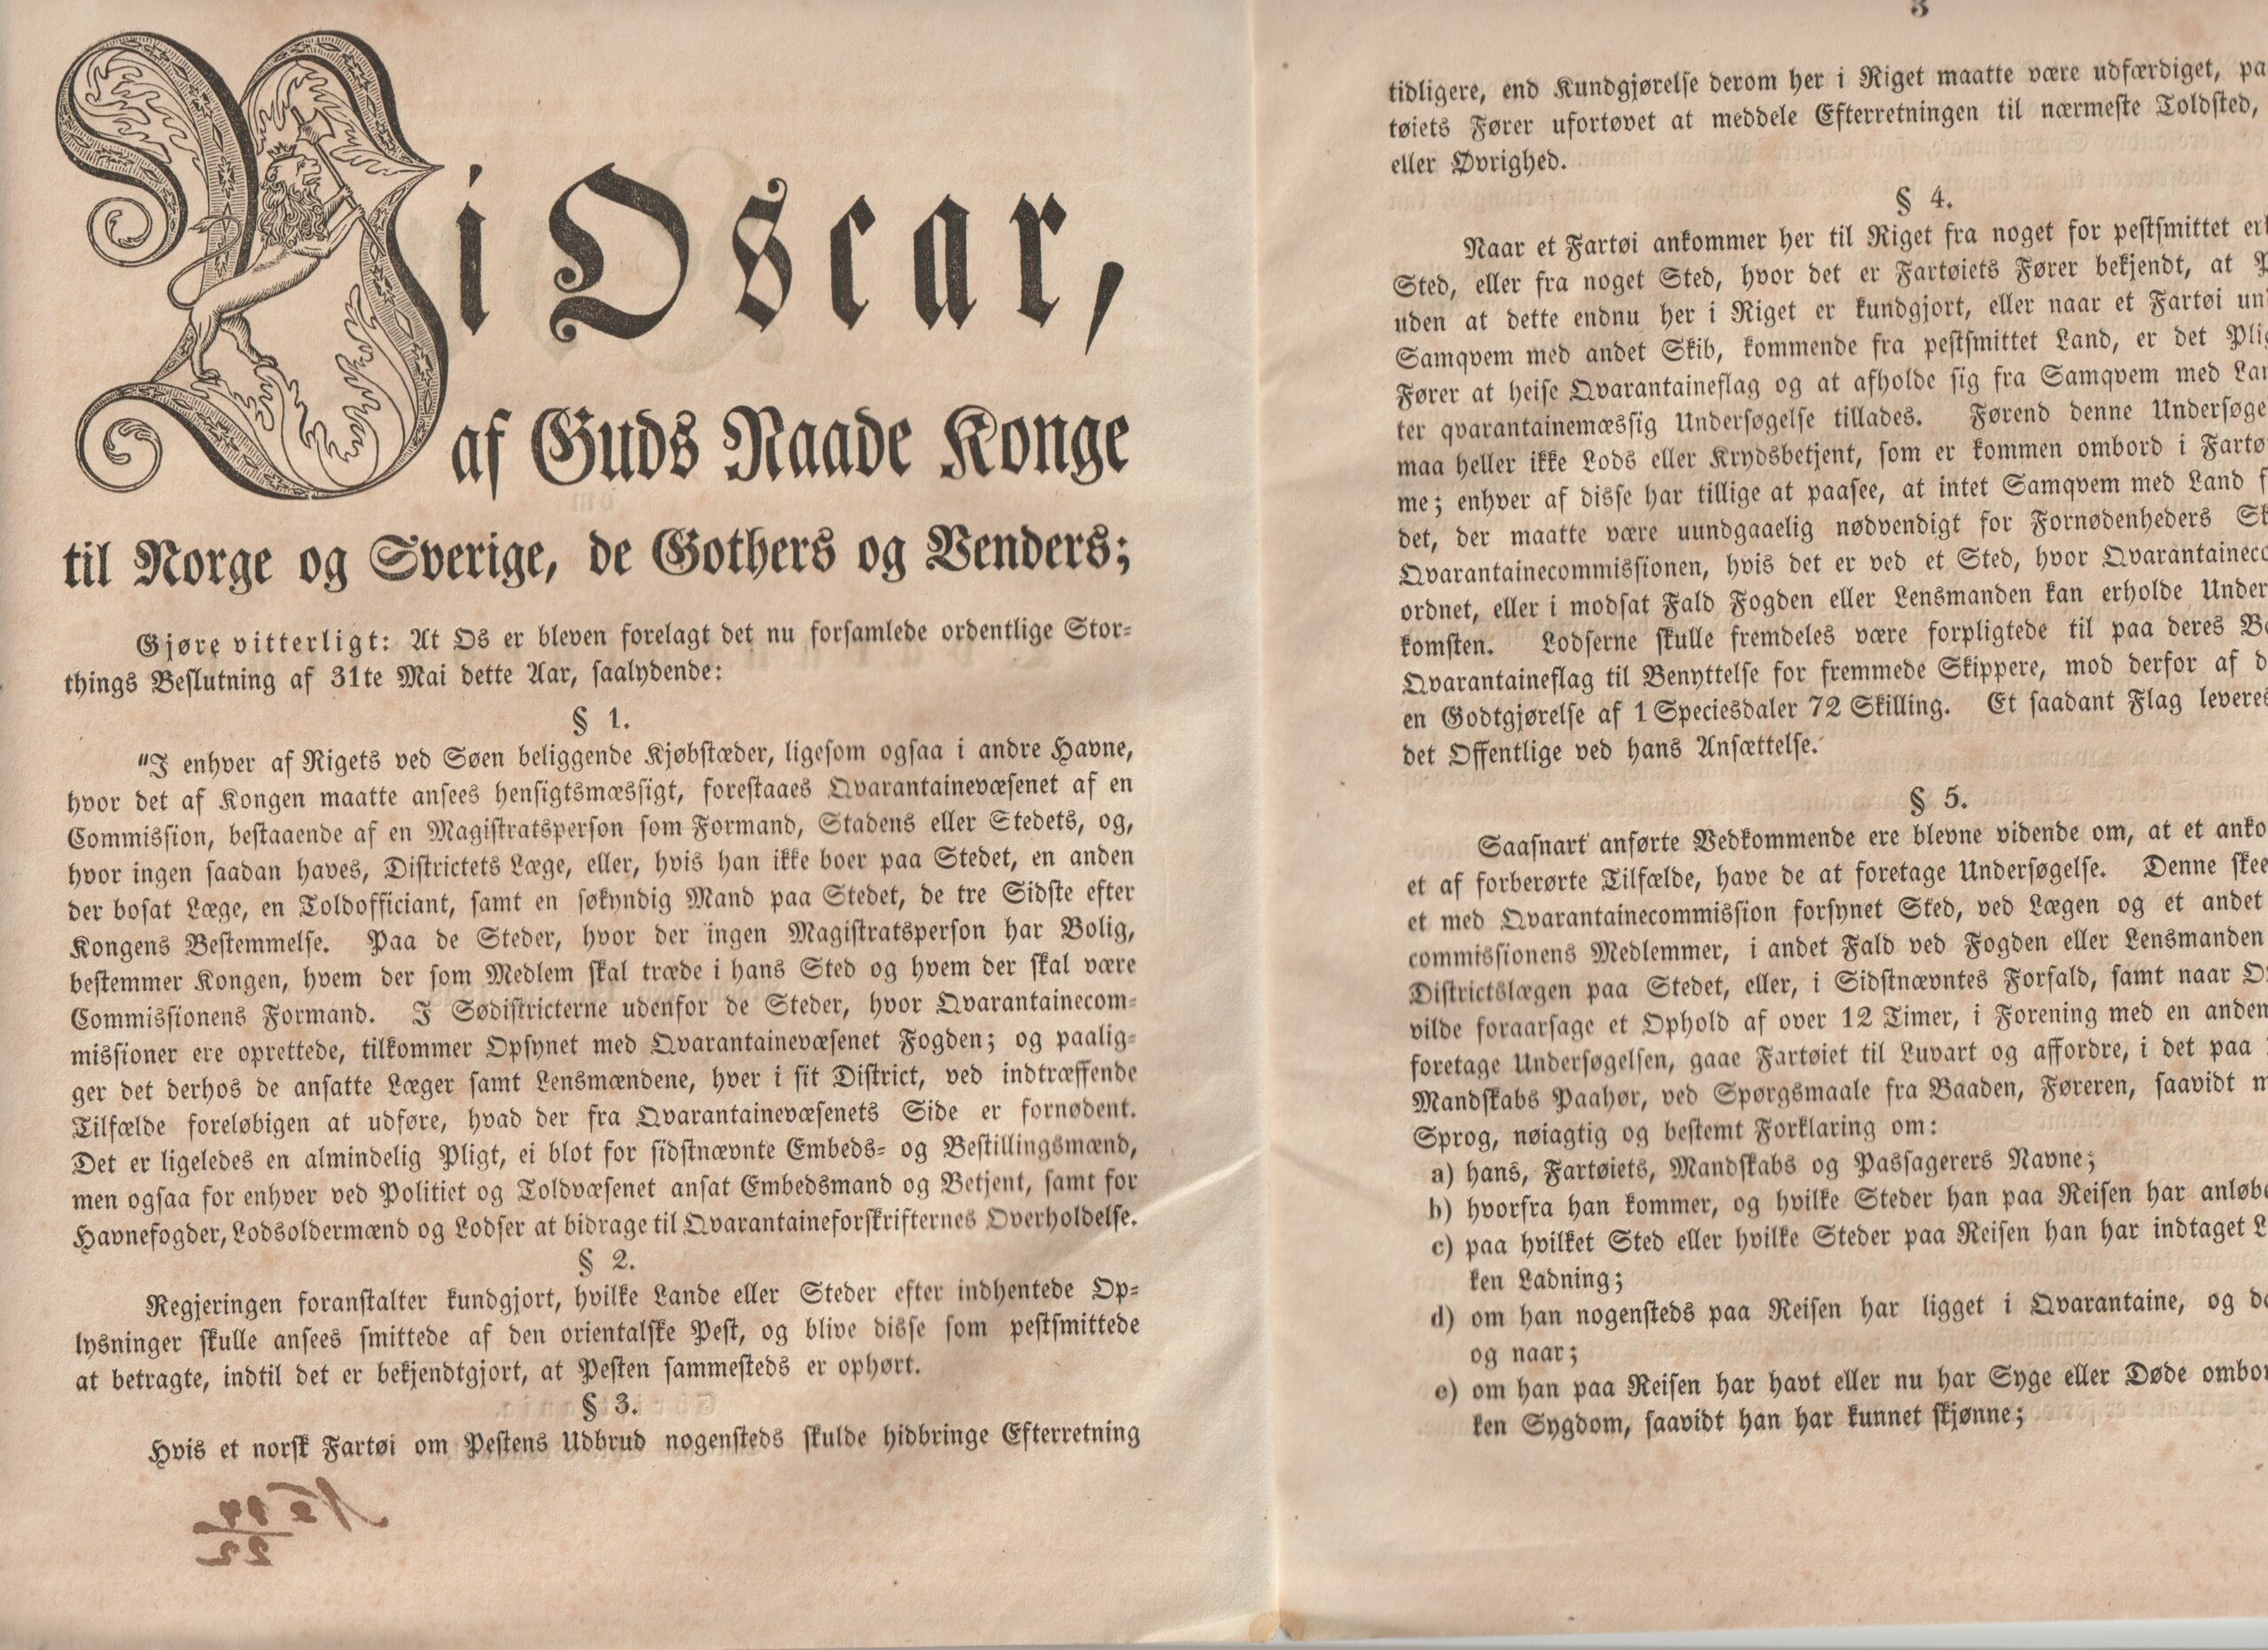 Vi Oscar,
af Guds Naade Konge
til Norge og Sverige, de Gothers og Venders;
Gjøre vitterligt: At Os er bleven forelagt det nu forsamlede ordentlige Stor-
things Beslutning af 31te Mai dette Aar, saalydende:
§ 1.
"I enhver af Rigets ved Søen beliggende Kjøbstæder, ligesom ogsaa i andre Havne,
hvor det af Kongen maatte ansees hensigtsmæssigt, forestaaes Qvarantainevæsenet af en
Commission, bestaaende af en Magistratsperson som Formand, Stadens eller Stedets, og,
hvor ingen saadan haves, Districtets Læge, eller, hvis han ikke boer paa Stedet, en anden
der bosat Læge, en Toldofficiant, samt en søkyndig Mand paa Stedet, de tre Sidste efter
Kongens Bestemmelse. Paa de Steder, hvor der ingen Magistratsperson har Bolig,
bestemmer Kongen, hvem der som Medlem skal træde i hans Sted og hvem der skal være
Commissionens Formand. I Sødistricterne udenfor de Steder, hvor Qvarantainecom-
missioner ere oprettede, tilkommer Opsynet med Qvarantainevæsenet Fogden; og paalig-
ger det derhos de ansatte Læger samt Lensmændene, hver i sit District, ved indtræffende
Tilfælde foreløbigen at udføre, hvad der fra Qvarantainevæsenets Side er fornødent.
Det er ligeledes en almindelig Pligt, ei blot for sidstnævnte Embeds- og Bestillingsmænd,
men ogsaa for enhver ved Politiet og Toldvæsenet ansat Embedsmand og Betjent, samt for
Havnefogder, Lodsoldermænd og Lodser at bidrage til Qvarantaineforskrifternes Overholdelse.
§ 2.
Regjeringen foranstalter kundgjort, hvilke Lande eller Steder efter indhentede Op-
lysninger skulle ansees smittede af den orientalske Pest, og blive disse som pestsmittede
at betragte, indtil det er bekjendtgjort, at Pesten sammesteds er ophørt.
§ 3.
Hvis et norsk Fartøi om Pestens Udbrud nogensteds skulde hidbringe Efterretning
3
tidligere, end Kundgjørelse derom her i Riget maatte være udfærdiget, pa
tøiets Fører ufortøvet at meddele Efterretningen til nærmeste Toldsted,
eller Øvrighed.
§ 4.
Naar et Fartøi ankommer her til Riget fra noget for pestsmittet erk
Sted, eller fra noget Sted, hvor det er Fartøiets Fører bekjendt, at P
uden at dette endnu her i Riget er kundgjort, eller naar et Fartøi un
Samqvem med andet Skib, kommende fra pestsmittet Land, er det Plig
Fører at heise Qvarantaineflag og at afholde sig fra Samqvem med Lan
ter qvarantainemæssig Undersøgelse tillades. Førend denne Undersøge
maa heller ikke Lods eller Krydsbetjent, som er kommen ombord i Fartø
me; enhver af disse har tillige at paasee, at intet Samqvem med Land f
det, der maatte være uundgaaelig nødvendigt for Fornødenheders Sk
Qvarantainecommissionen, hvis det er ved et Sted, hvor Qvarantaineco
ordnet, eller i modsat Fald Fogden eller Lensmanden kan erholde Under
komsten. Lodserne skulle fremdeles være forpligtede til paa deres Ba
Qvarantaineflag til Benyttelse for fremmede Skippere, mod derfor af d
en Godtgjørelse af 1 Speciesdaler 72 Skilling. Et saadant Flag leveres
det Offentlige ved hans Ansættelse.
§ 5.
Saasnart anførte Vedkommende ere blevne vidende om, at et anko
et af forberørte Tilfælde, have de at foretage Undersøgelse. Denne skee
et med Qvarantainecommission forsynet Sted, ved Lægen og et andet
commissionens Medlemmer, i andet Fald ved Fogden eller Lensmanden
Districtslægen paa Stedet, eller, i Sidstnævntes Forfald, samt naar O
vilde foraarsage et Ophold af over 12 Timer, i Forening med en anden
foretage Undersøgelsen, gaae Fartøiet til Luvart og affordre, i det paa
Mandskabs Paahør, ved Spørgsmaale fra Baaden, Føreren, saavidt m
Sprog, nøiagtig og bestemt Forklaring om:
a) hans, Fartøiets, Mandskabs og Passagerers Navne;
b) hvorfra han kommer, og hvilke Steder han paa Reisen har anløbe
c) paa hvilket Sted eller hvilke Steder paa Reisen han har indtaget L
ken Ladning;
d) om han nogensteds paa Reisen har ligget i Qvarantaine, og da
og naar;
e) om han paa Reisen har havt eller nu har Syge eller Døde ombor
ken Sygdom, saavidt han har kunnet skjønne;